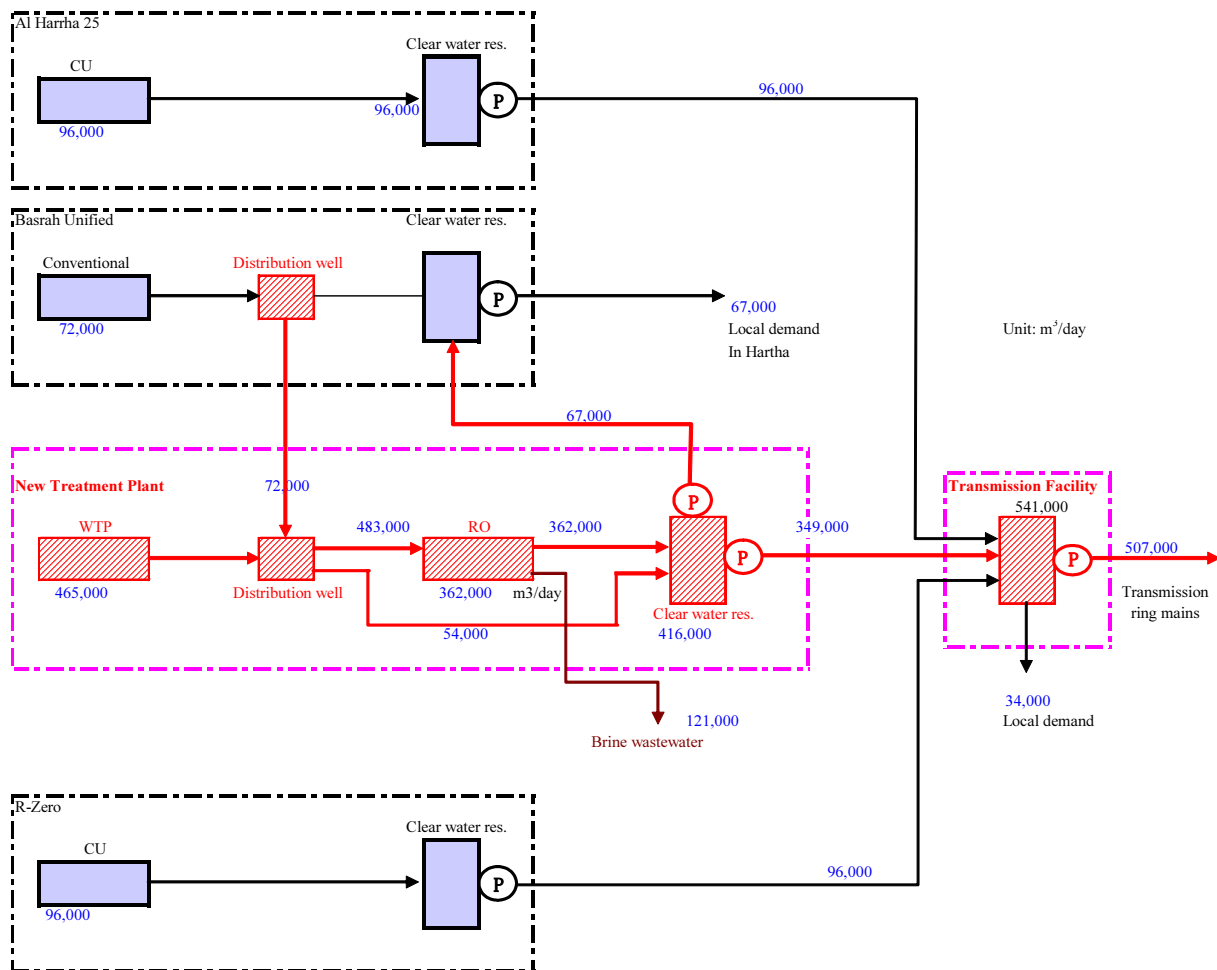 Al Harrha 25
Clear water res.
CU
P
96,000
96,000
96,000
Basrah Unified
Clear water res.
Conventional
Distribution well
P
72,000
67,000
Local demand
In Hartha
Unit: m³/day
67,000
New Treatment Plant
72,000
Transmission Facility
541,000
P
WTP
483,000
RO
362,000
P
349,000
P
507,000
465,000
Distribution well
362,000
m3/day
Clear water res.
54,000
416,000
Transmission
ring mains
34,000
Local demand
121,000
Brine wastewater
R-Zero
Clear water res.
CU
P
96,000
96,000